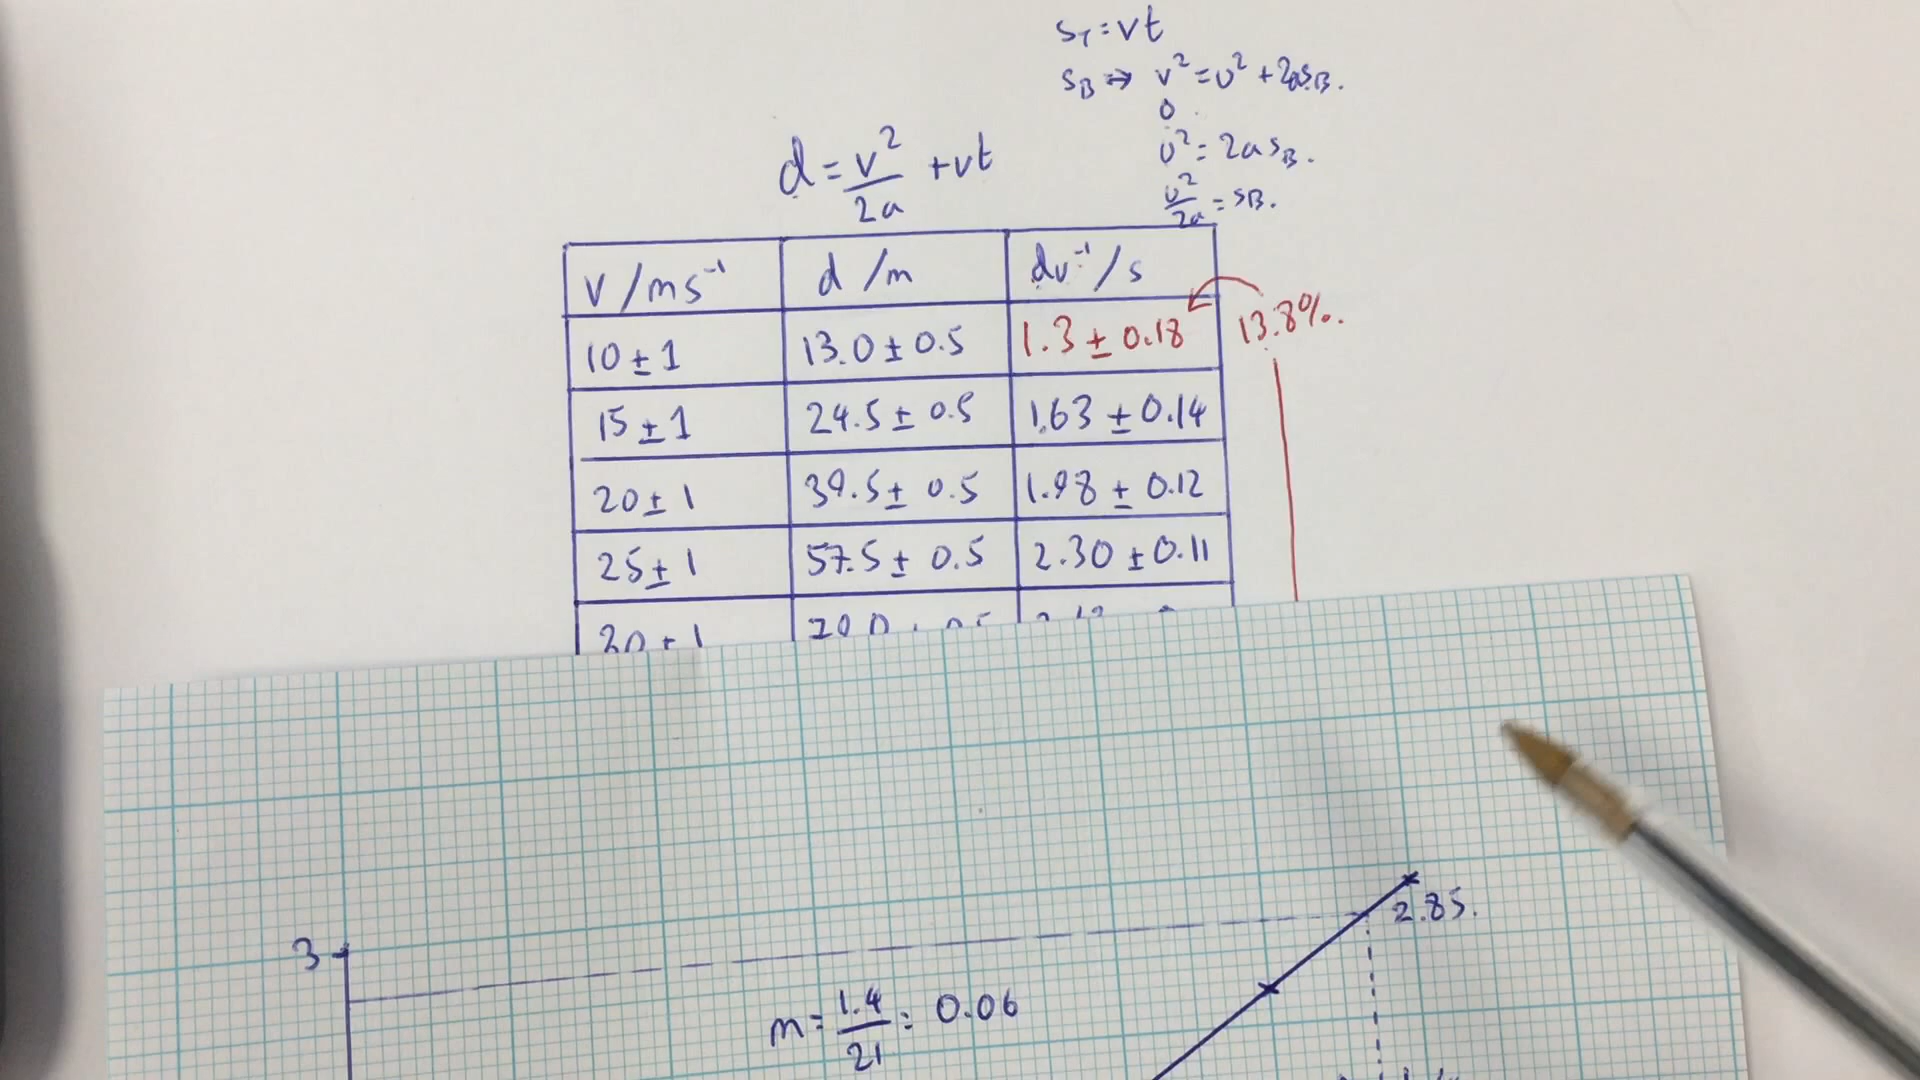 s_T = vt
s_B ⇒ v² = u² + 2as_B.
0
u² = 2as_B.
u²/2a = s_B.
d = v²/2a + vt
v /ms⁻¹ d /m dv⁻¹ / s
10 ± 1 13.0 ± 0.5 1.3 ± 0.18 13.8%.
15 ± 1 24.5 ± 0.5 1.63 ± 0.14
20 ± 1 39.5 ± 0.5 1.98 ± 0.12
25 ± 1 57.5 ± 0.5 2.30 ± 0.11
30 ± 1
2.85.
3
m = 1.4/21 = 0.06